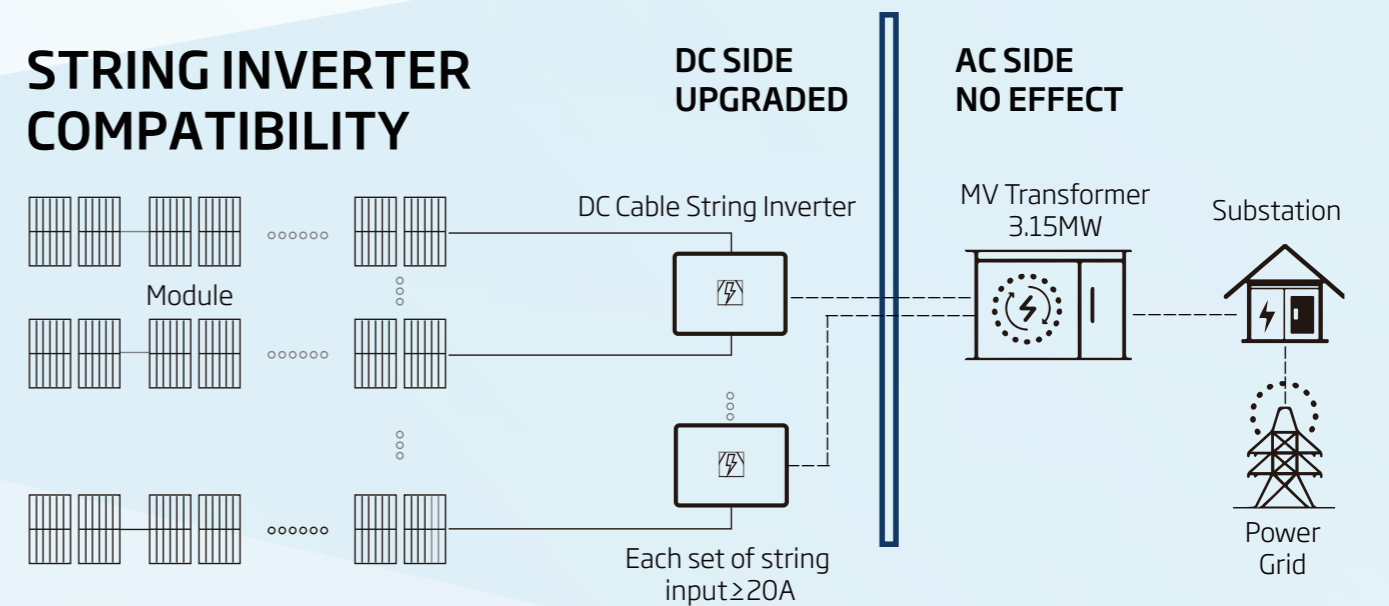 STRING INVERTER
COMPATIBILITY
DC SIDE
UPGRADED
AC SIDE
NO EFFECT
Module
DC Cable String Inverter
Each set of string
input≥20A
MV Transformer
3.15MW
Substation
Power
Grid